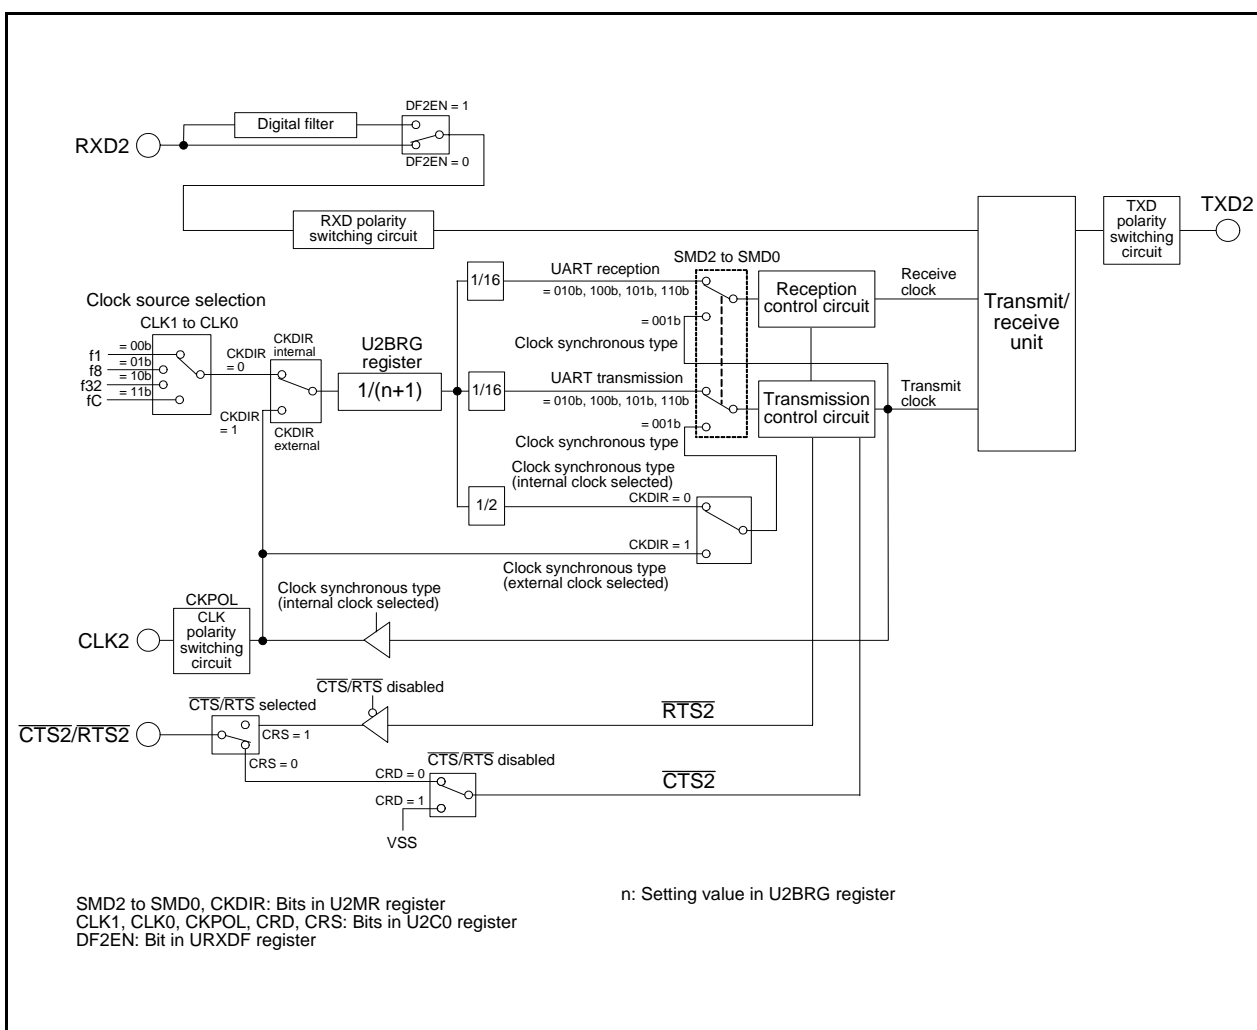 DF2EN = 1
Digital filter
RXD2
DF2EN = 0
RXD polarity
switching circuit
TXD
polarity
switching
circuit
TXD2
SMD2 to SMD0
1/16
UART reception
= 010b, 100b, 101b, 110b
Reception
control circuit
Receive
clock
Transmit/
receive
unit
Clock source selection
CLK1 to CLK0
= 00b
f1
= 01b
f8
= 10b
f32
= 11b
fC
CKDIR
= 0
CKDIR
internal
CKDIR
= 1
CKDIR
external
U2BRG
register
1/(n+1)
= 001b
Clock synchronous type
1/16
UART transmission
= 010b, 100b, 101b, 110b
Transmission
control circuit
Transmit
clock
= 001b
Clock synchronous type
Clock synchronous type
(internal clock selected)
1/2
CKDIR = 0
CKDIR = 1
Clock synchronous type
(external clock selected)
Clock synchronous type
(internal clock selected)
CKPOL
CLK
polarity
switching
circuit
CLK2
CTS/RTS disabled
CTS/RTS selected
CTS2/RTS2
CRS = 1
CRS = 0
RTS2
CTS/RTS disabled
CRD = 0
CRD = 1
CTS2
VSS
SMD2 to SMD0, CKDIR: Bits in U2MR register
CLK1, CLK0, CKPOL, CRD, CRS: Bits in U2C0 register
DF2EN: Bit in URXDF register
n: Setting value in U2BRG register